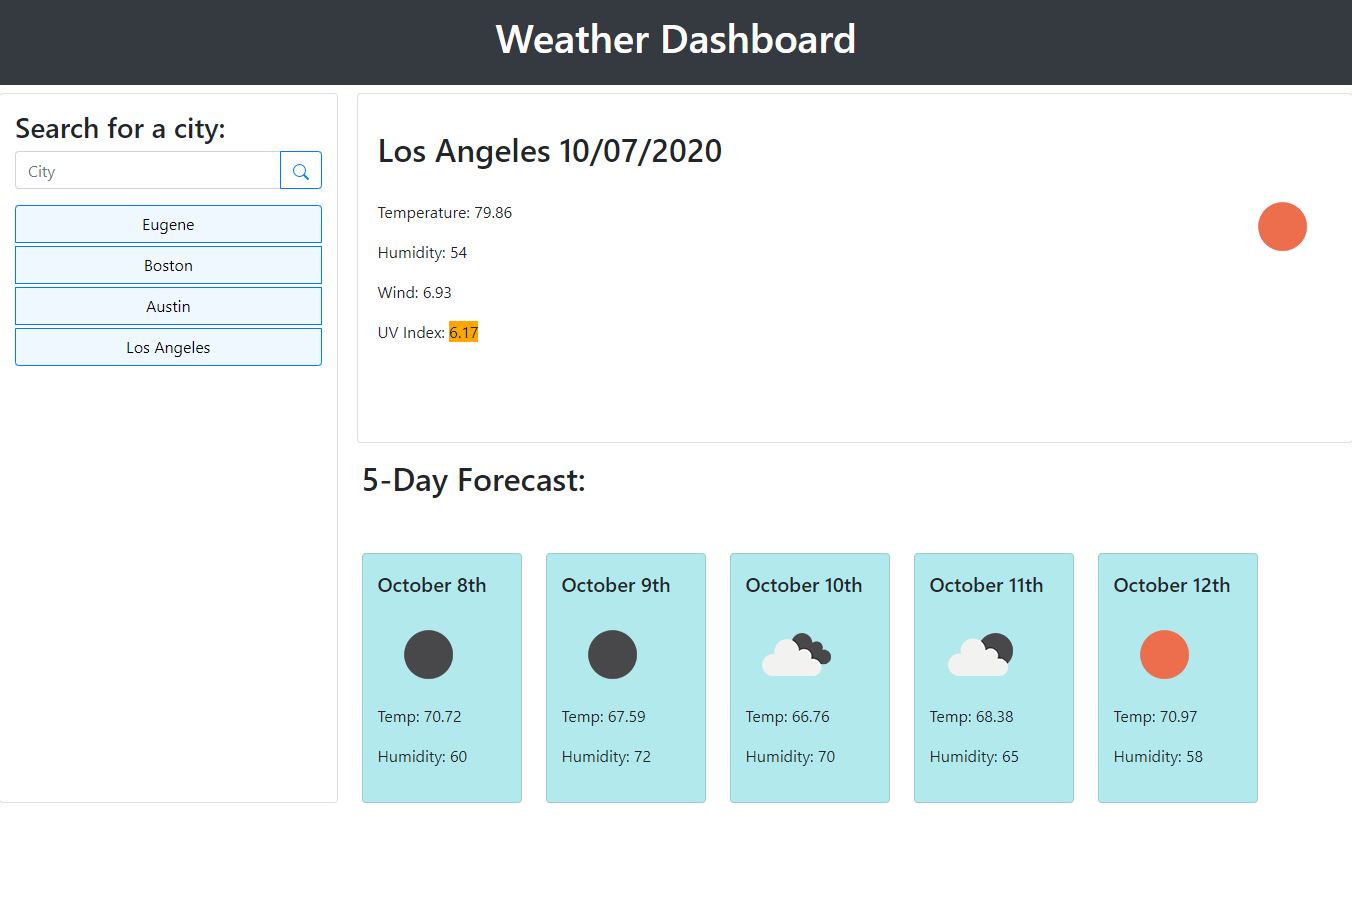 Weather Dashboard
Search for a city:
City
Eugene
Boston
Austin
Los Angeles
Los Angeles 10/07/2020
Temperature: 79.86
Humidity: 54
Wind: 6.93
UV Index: 6.17
5-Day Forecast:
October 8th
Temp: 70.72
Humidity: 60
October 9th
Temp: 67.59
Humidity: 72
October 10th
Temp: 66.76
Humidity: 70
October 11th
Temp: 68.38
Humidity: 65
October 12th
Temp: 70.97
Humidity: 58